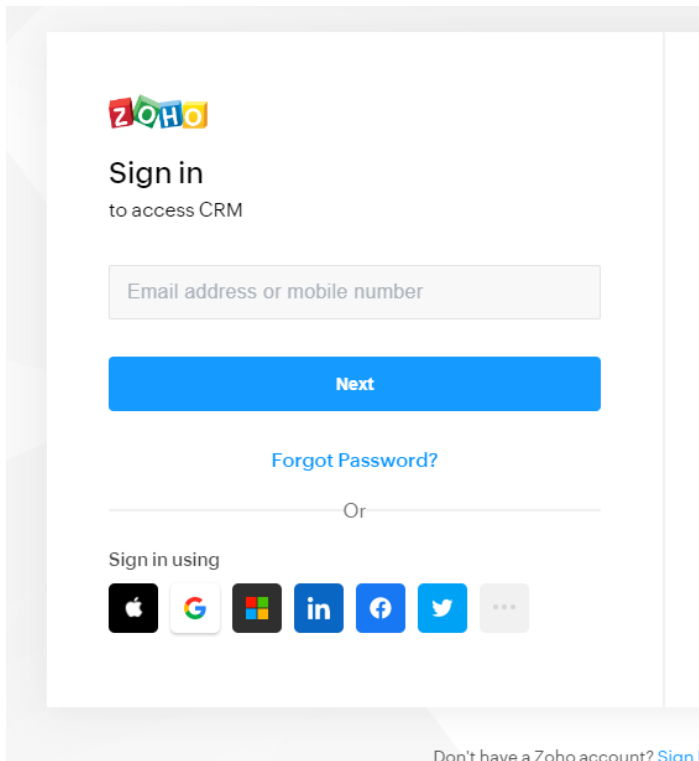 ZOHO
Sign in
to access CRM
Email address or mobile number
Next
Forgot Password?
Or
Sign in using
in
Don't have a Zoho account? Sign